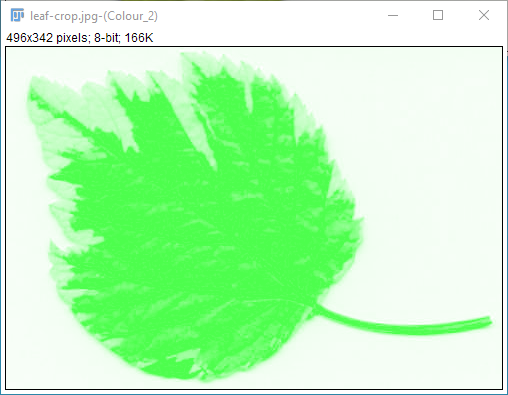 leaf-crop.jpg-(Colour_2)
496x342 pixels; 8-bit; 166K